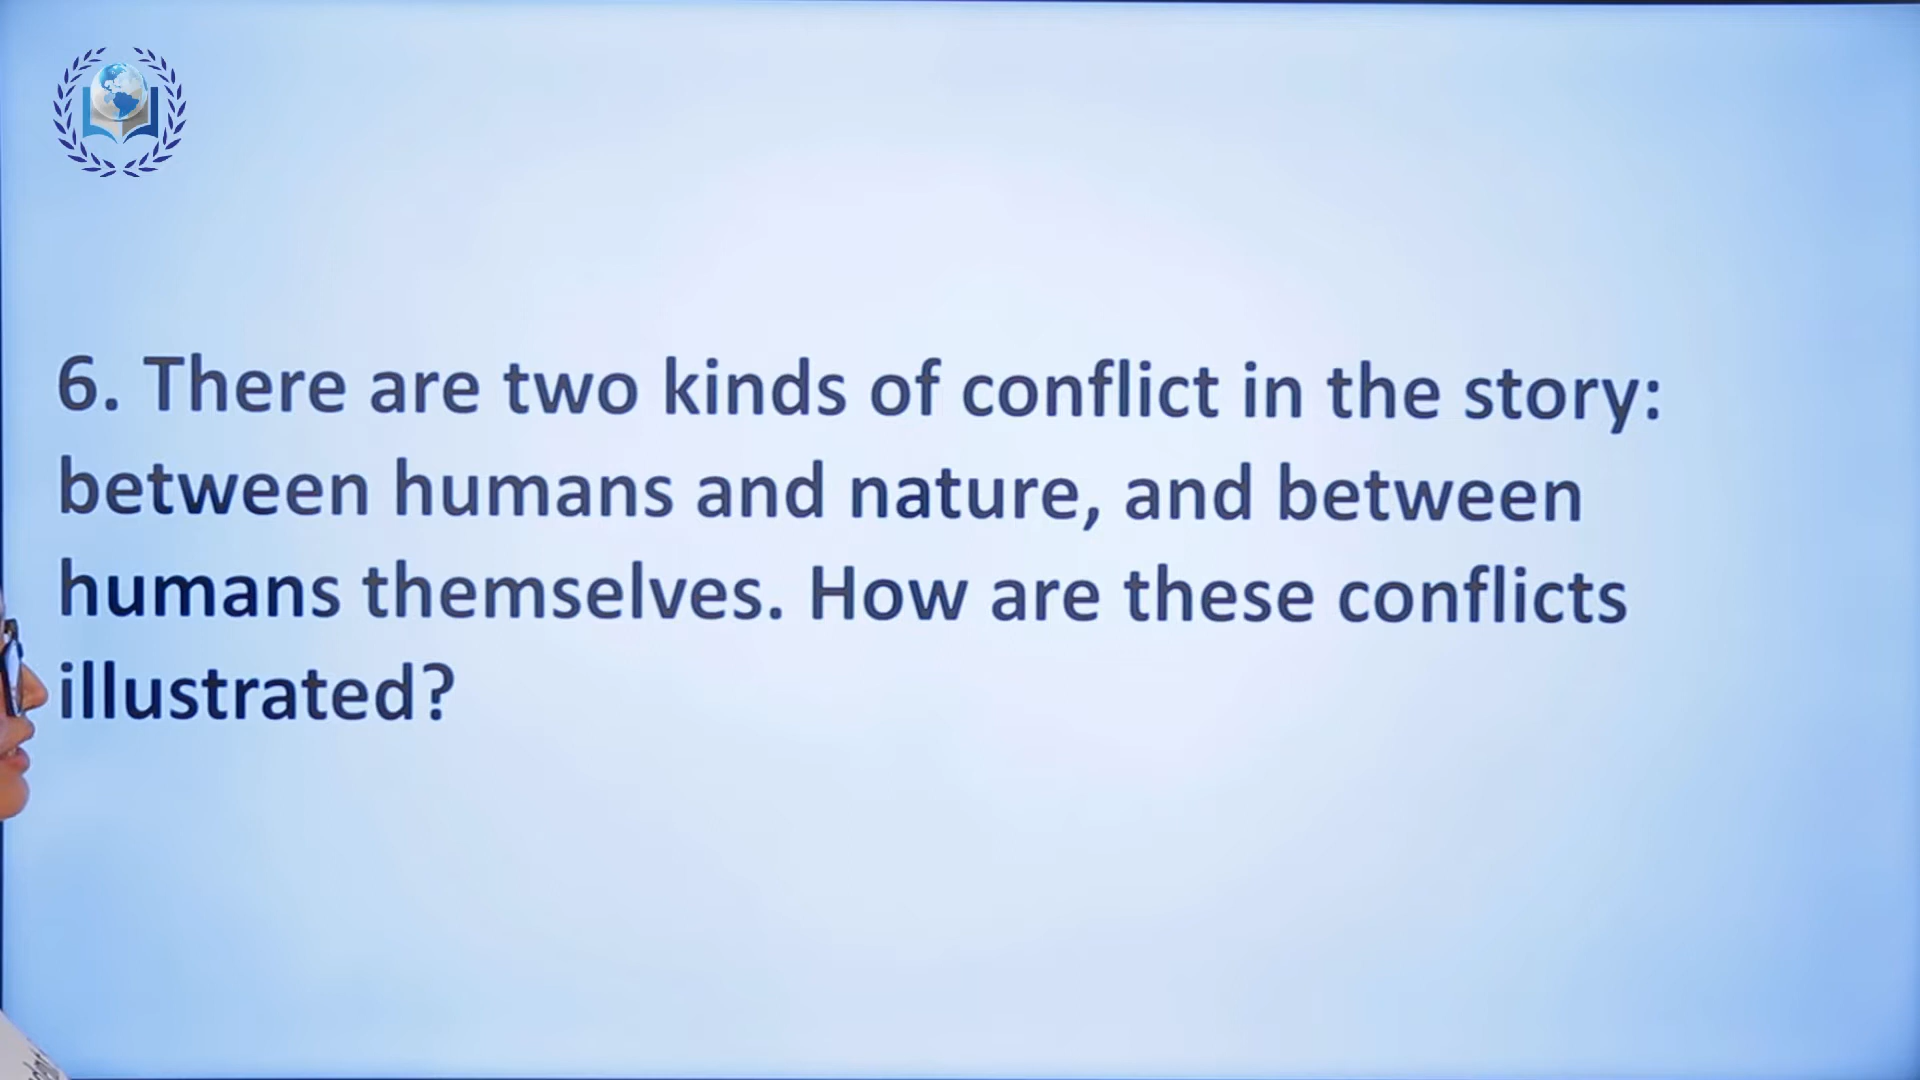 6. There are two kinds of conflict in the story:
between humans and nature, and between
humans themselves. How are these conflicts
illustrated?